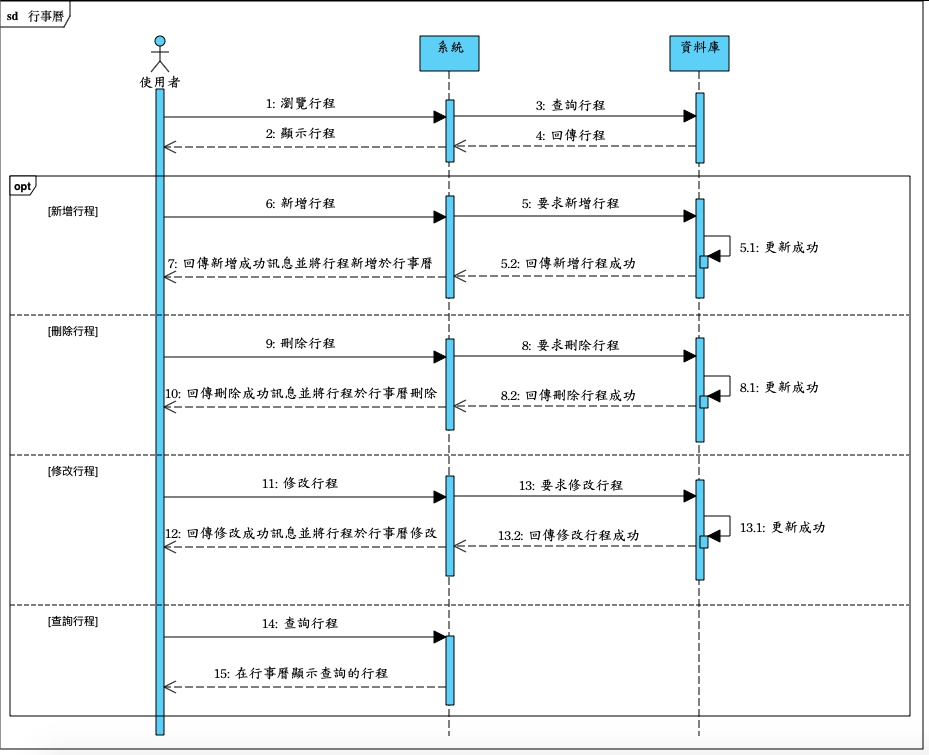 sd 行事曆
系統
資料庫
使用者
1: 瀏覽行程
3: 查詢行程
2: 顯示行程
4: 回傳行程
opt
[新增行程]
6: 新增行程
5: 要求新增行程
5.1: 更新成功
7: 回傳新增成功訊息並將行程新增於行事曆
5.2: 回傳新增行程成功
[刪除行程]
9: 刪除行程
8: 要求刪除行程
8.1: 更新成功
10: 回傳刪除成功訊息並將行程於行事曆刪除
8.2: 回傳刪除行程成功
[修改行程]
11: 修改行程
13: 要求修改行程
13.1: 更新成功
12: 回傳修改成功訊息並將行程於行事曆修改
13.2: 回傳修改行程成功
[查詢行程]
14: 查詢行程
15: 在行事曆顯示查詢的行程